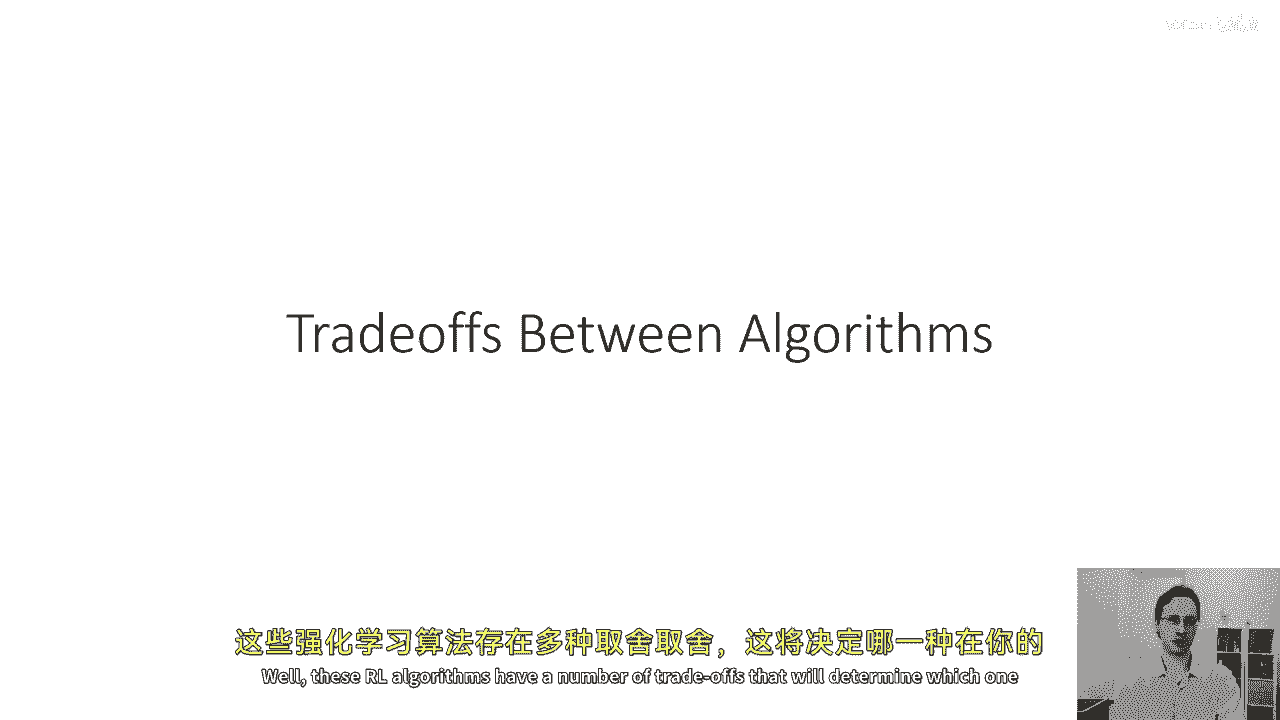 Tradeoffs Between Algorithms
这些强化学习算法存在多种取舍取舍，这将决定哪一种在你的
Well, these RL algorithms have a number of trade-offs that will determine which one